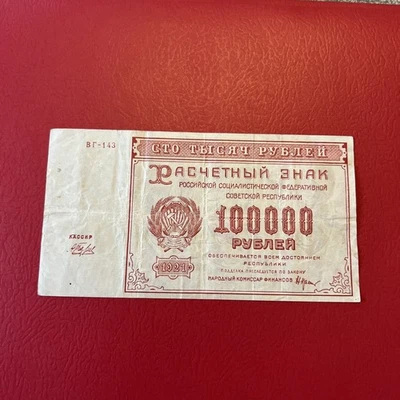 ВГ-143
СТО ТЫСЯЧ РУБЛЕЙ
РАСЧЕТНЫЙ ЗНАК
РОССИЙСКОЙ СОЦИАЛИСТИЧЕСКОЙ ФЕДЕРАТИВНОЙ
СОВЕТСКОЙ РЕСПУБЛИКИ
100000
РУБЛЕЙ
ОБЕСПЕЧИВАЕТСЯ ВСЕМ ДОСТОЯНИЕМ
РЕСПУБЛИКИ
ПОДДЕЛКА ПРЕСЛЕДУЕТСЯ ПО ЗАКОНУ
НАРОДНЫЙ КОМИССАР ФИНАНСОВ
КАССИР
1921